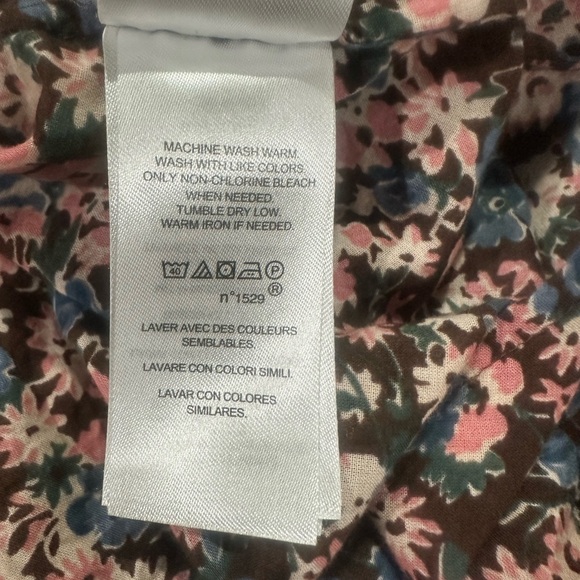 MACHINE WASH WARM.
WASH WITH LIKE COLORS
ONLY NON-CHLORINE BLEACH
WHEN NEEDED.
TUMBLE DRY LOW.
WARM IRON IF NEEDED.
40 P
n°1529 ®
LAVER AVEC DES COULEURS
SEMBLABLES.
LAVARE CON COLORI SIMILI.
LAVAR CON COLORES
SIMILARES.